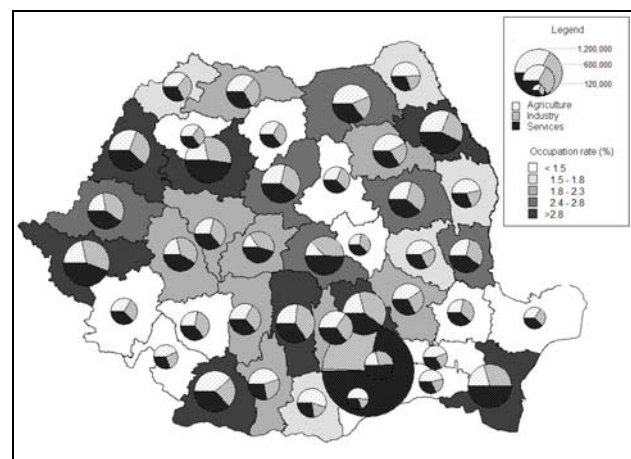 Legend
1,200,000
600,000
120,000
Agriculture
Industry
Services
Occupation rate (%)
< 1.5
1.5 - 1.8
1.8 - 2.3
2.4 - 2.8
>2.8